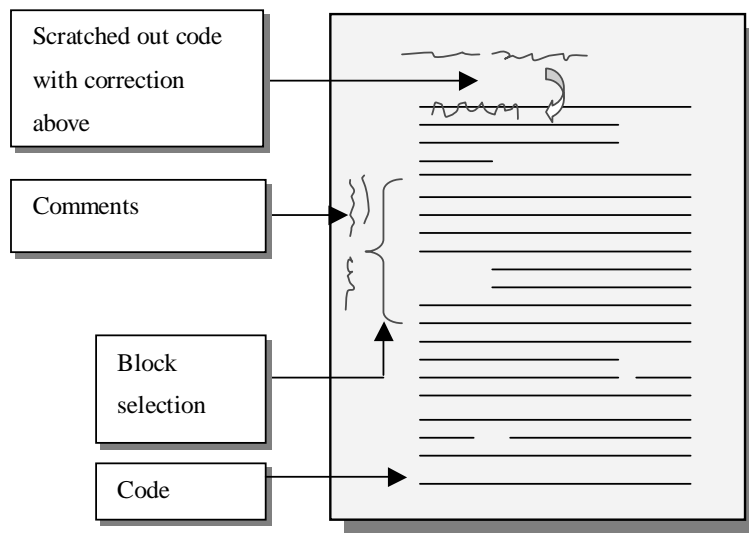 Scratched out code
with correction
above
Comments
Block
selection
Code